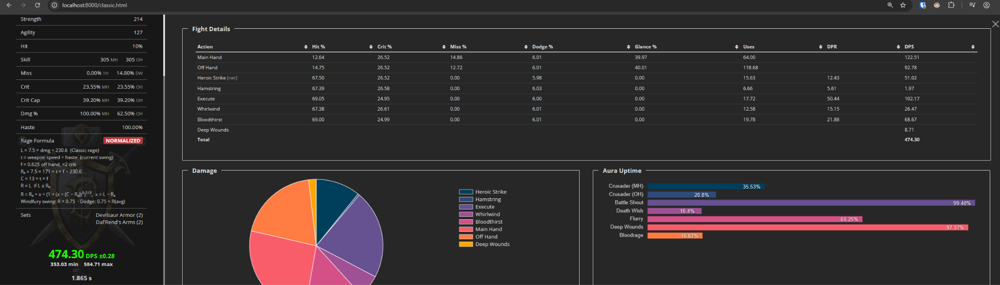 localhost:8000/classic.html
Strength 214
Agility 127
Hit 10%
Skill 305 MH 305 OH
Miss 0.00% 1H 14.80% DW
Crit 23.55% MH 23.55% OH
Crit Cap 39.20% MH 39.20% OH
Dmg % 100.00% MH 62.50% OH
Haste 100.00%
Rage Formula NORMALIZED
L = 7.5 × dmg ÷ 230.6 (Classic rage)
t = weapon speed ÷ haste (current swing)
f = 0.625 off hand, ×2 crit
R₀ = 7.5 × 171 × t × f ÷ 230.6
C = 13 × t × f
R = L if L ≤ R₀
R = R₀ + x ÷ (1 + (x ÷ (C − R₀))³)^1/3, x = L − R₀
Windfury swing: R × 0.75 · Dodge: 0.75 × R(avg)
Sets Devilsaur Armor (2)
Dal'Rend's Arms (2)
474.30 DPS ±0.28
353.03 min 584.71 max
1.865 s
Fight Details
Action Hit % Crit % Miss % Dodge % Glance % Uses DPR DPS
Main Hand 12.64 26.52 14.86 6.01 39.97 64.00 122.51
Off Hand 14.75 26.52 12.72 6.01 40.01 118.68 92.78
Heroic Strike (net) 67.50 26.52 0.00 5.98 0.00 15.63 12.43 51.02
Hamstring 67.39 26.58 0.00 6.03 0.00 6.66 5.61 1.97
Execute 69.05 24.95 0.00 6.00 0.00 17.72 50.44 102.17
Whirlwind 67.38 26.61 0.00 6.01 0.00 12.58 15.15 26.47
Bloodthirst 69.00 24.99 0.00 6.01 0.00 19.78 21.88 68.67
Deep Wounds 8.71
Total 474.30
Damage
Heroic Strike
Hamstring
Execute
Whirlwind
Bloodthirst
Main Hand
Off Hand
Deep Wounds
Aura Uptime
Crusader (MH) 35.53%
Crusader (OH) 20.8%
Battle Shout 99.48%
Death Wish 16.4%
Flurry 65.25%
Deep Wounds 97.37%
Bloodrage 16.67%